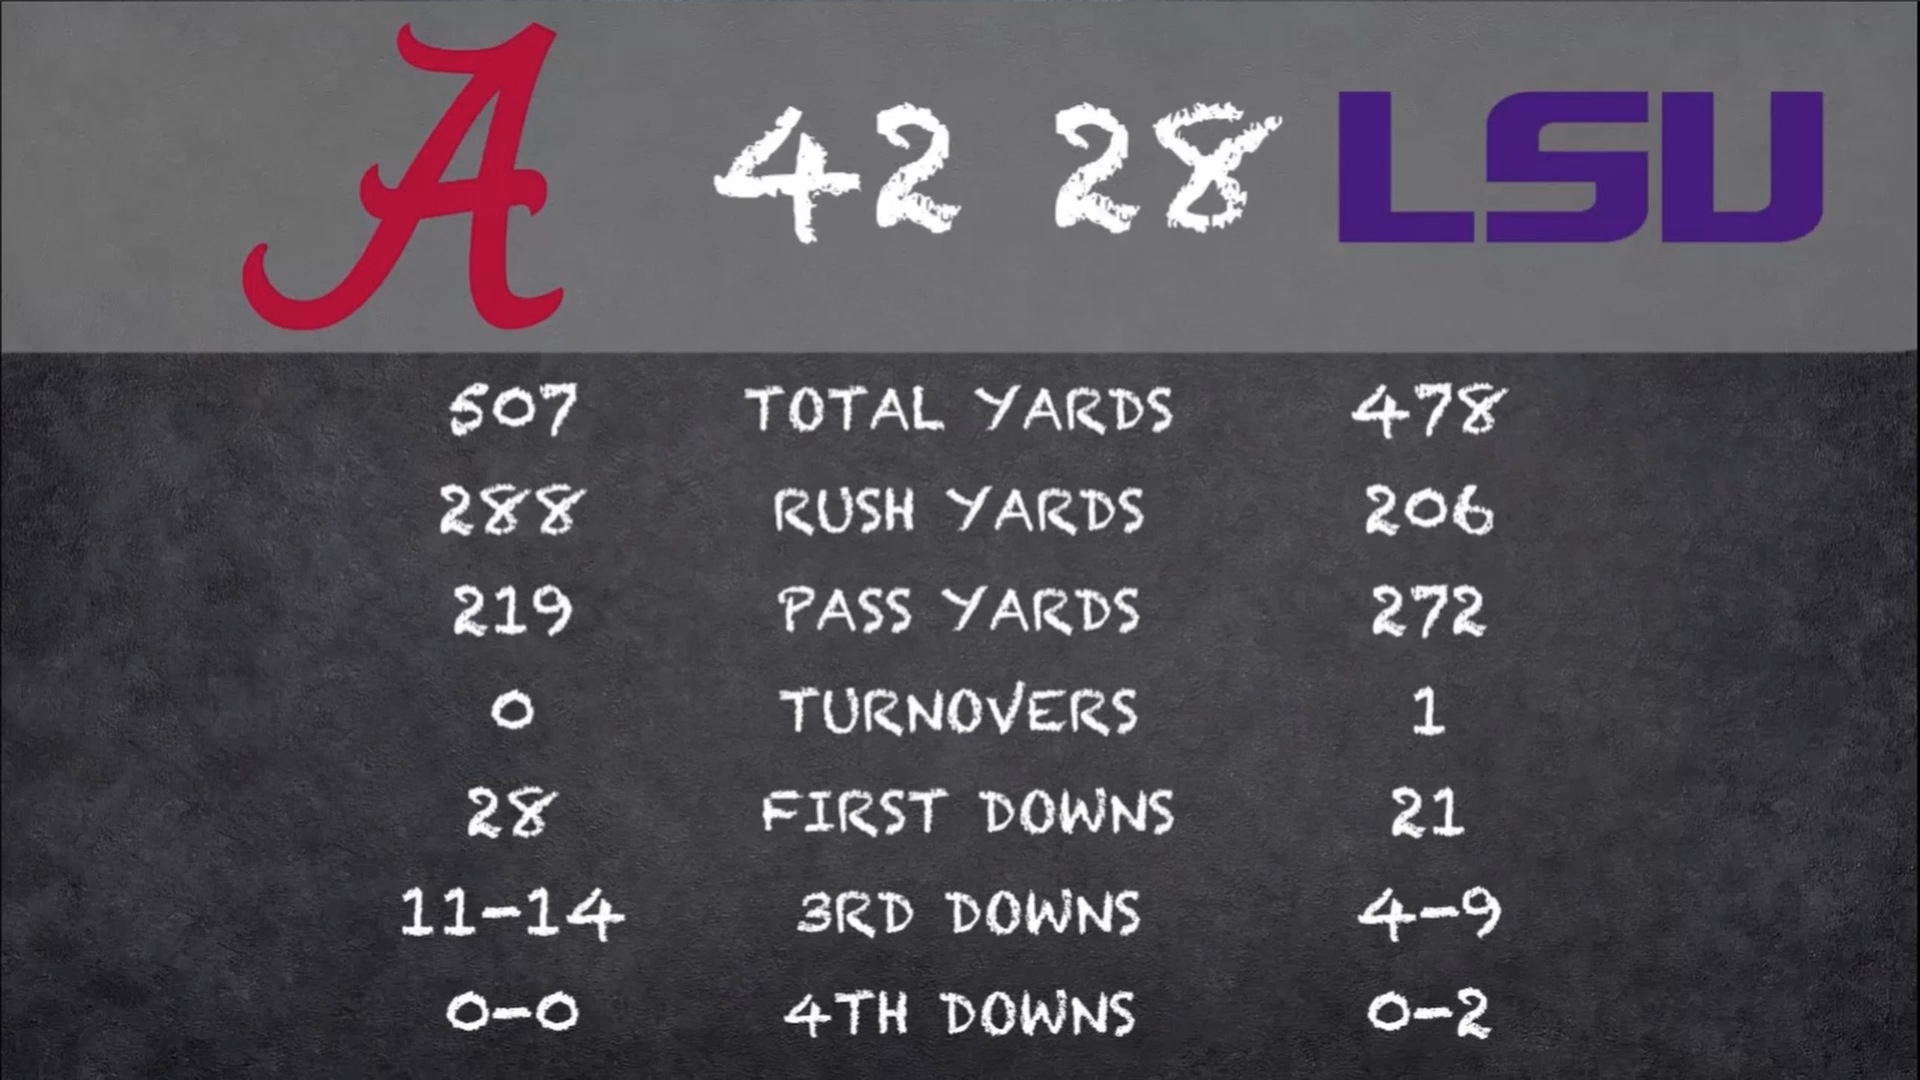 A 42 28 LSU
507 TOTAL YARDS 478
288 RUSH YARDS 206
219 PASS YARDS 272
0 TURNOVERS 1
28 FIRST DOWNS 21
11-14 3RD DOWNS 4-9
0-0 4TH DOWNS 0-2